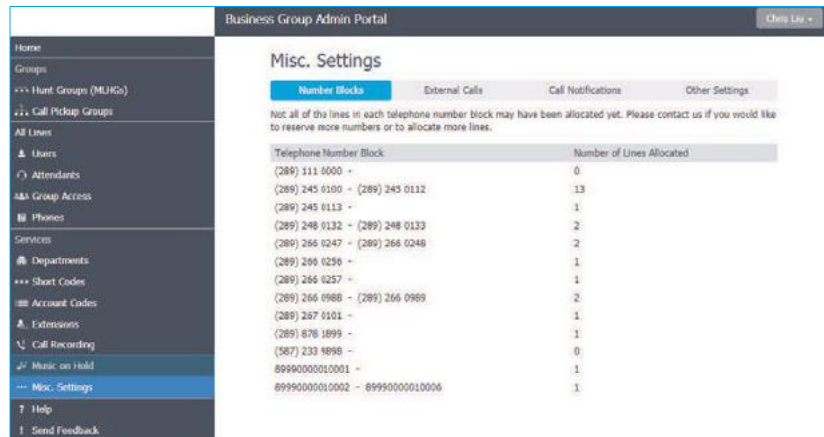 Business Group Admin Portal
Chris Liu
Home
Groups
Hunt Groups (MLHGs)
Call Pickup Groups
All Lines
Users
Attendants
Group Access
Phones
Services
Departments
Short Codes
Account Codes
Extensions
Call Recording
Music on Hold
Misc. Settings
? Help
! Send Feedback
Misc. Settings
Number Blocks External Calls Call Notifications Other Settings
Not all of the lines in each telephone number block may have been allocated yet. Please contact us if you would like
to reserve more numbers or to allocate more lines.
Telephone Number Block Number of Lines Allocated
(289) 111 0000 - 0
(289) 245 0100 - (289) 245 0112 13
(289) 245 0113 - 1
(289) 248 0132 - (289) 248 0133 2
(289) 266 0247 - (289) 266 0248 2
(289) 266 0256 - 1
(289) 266 0257 - 1
(289) 266 0988 - (289) 266 0989 2
(289) 267 0101 - 1
(289) 878 1899 - 1
(587) 233 9898 - 0
89990000010001 - 1
89990000010002 - 89990000010006 1